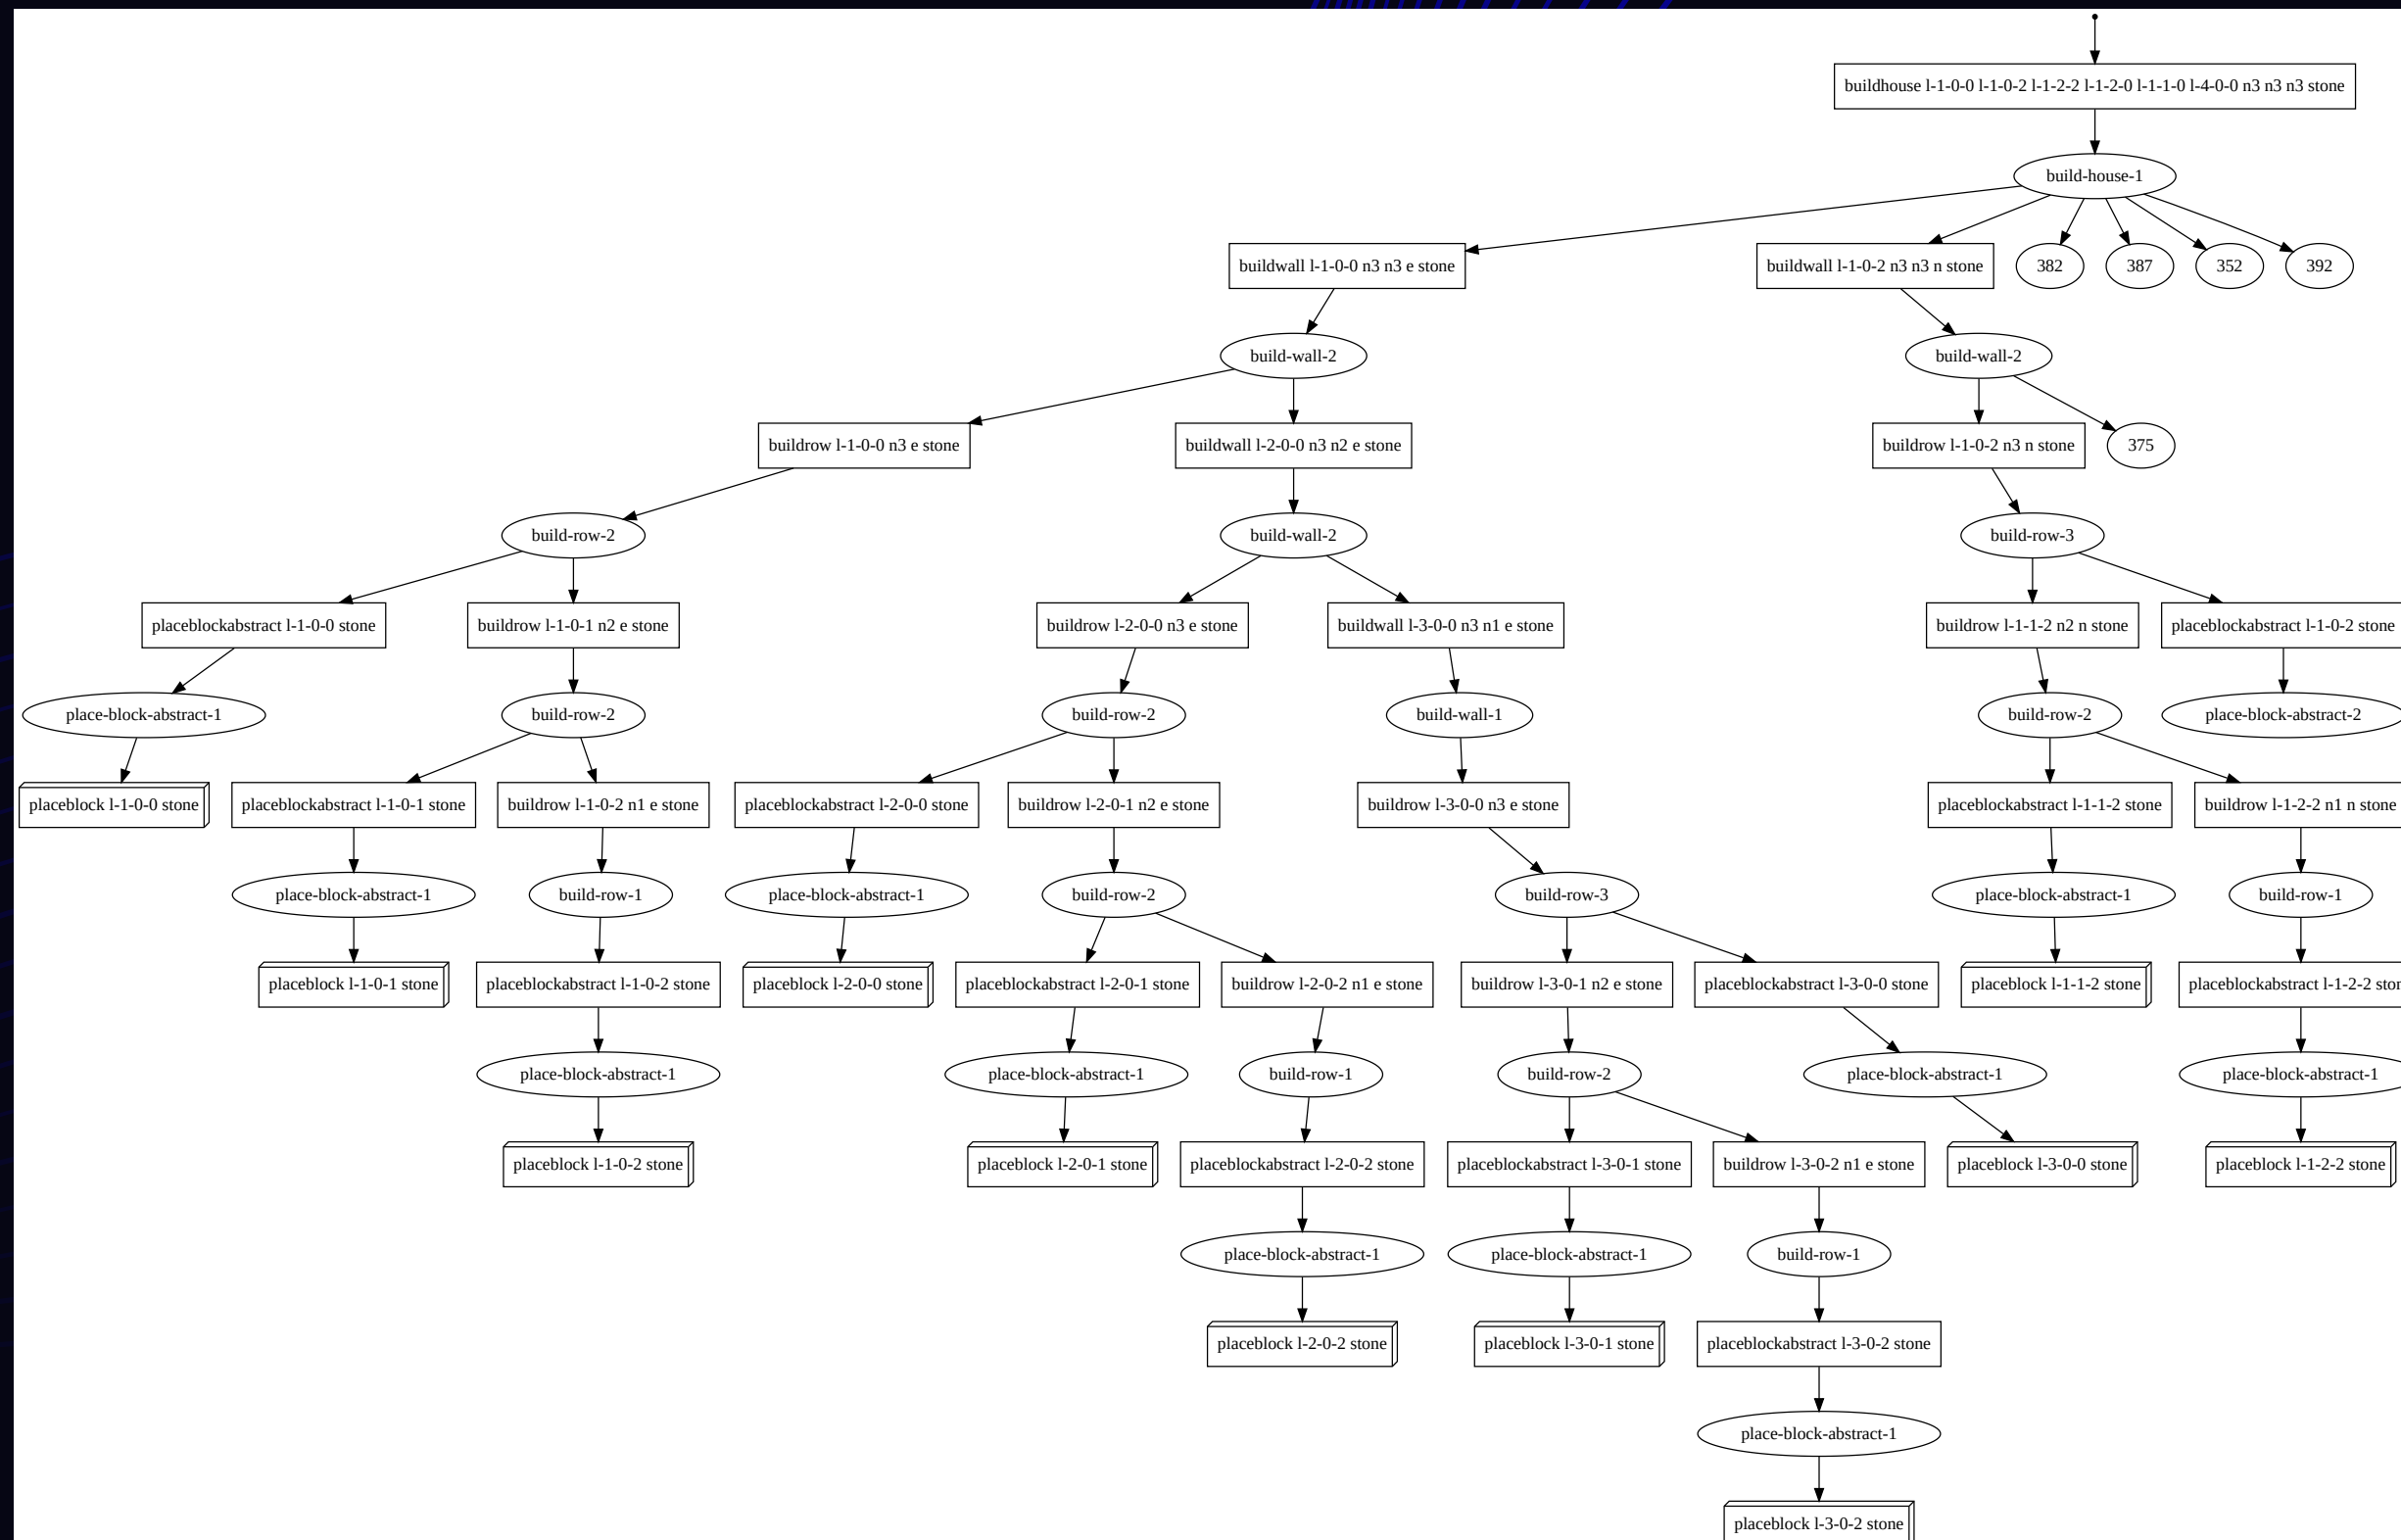 buildhouse l-1-0-0 l-1-0-2 l-1-2-2 l-1-2-0 l-1-1-0 l-4-0-0 n3 n3 n3 stone
build-house-1
buildwall l-1-0-0 n3 n3 e stone
buildwall l-1-0-2 n3 n3 n stone
382
387
352
392
build-wall-2
build-wall-2
buildrow l-1-0-0 n3 e stone
buildwall l-2-0-0 n3 n2 e stone
buildrow l-1-0-2 n3 n stone
375
build-row-2
build-wall-2
build-row-3
placeblockabstract l-1-0-0 stone
buildrow l-1-0-1 n2 e stone
buildrow l-2-0-0 n3 e stone
buildwall l-3-0-0 n3 n1 e stone
buildrow l-1-1-2 n2 n stone
placeblockabstract l-1-0-2 stone
place-block-abstract-1
build-row-2
build-row-2
build-wall-1
build-row-2
place-block-abstract-2
placeblock l-1-0-0 stone
placeblockabstract l-1-0-1 stone
buildrow l-1-0-2 n1 e stone
placeblockabstract l-2-0-0 stone
buildrow l-2-0-1 n2 e stone
buildrow l-3-0-0 n3 e stone
placeblockabstract l-1-1-2 stone
buildrow l-1-2-2 n1 n stone
place-block-abstract-1
build-row-1
place-block-abstract-1
build-row-2
build-row-3
place-block-abstract-1
build-row-1
placeblock l-1-0-1 stone
placeblockabstract l-1-0-2 stone
placeblock l-2-0-0 stone
placeblockabstract l-2-0-1 stone
buildrow l-2-0-2 n1 e stone
buildrow l-3-0-1 n2 e stone
placeblockabstract l-3-0-0 stone
placeblock l-1-1-2 stone
placeblockabstract l-1-2-2 ston
place-block-abstract-1
place-block-abstract-1
build-row-1
build-row-2
place-block-abstract-1
place-block-abstract-1
placeblock l-1-0-2 stone
placeblock l-2-0-1 stone
placeblockabstract l-2-0-2 stone
placeblockabstract l-3-0-1 stone
buildrow l-3-0-2 n1 e stone
placeblock l-3-0-0 stone
placeblock l-1-2-2 stone
place-block-abstract-1
place-block-abstract-1
build-row-1
placeblock l-2-0-2 stone
placeblock l-3-0-1 stone
placeblockabstract l-3-0-2 stone
place-block-abstract-1
placeblock l-3-0-2 stone